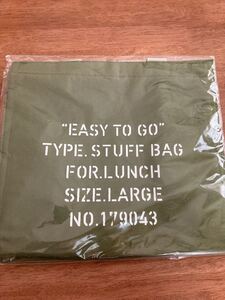 "EASY TO GO"
TYPE.STUFF BAG
FOR.LUNCH
SIZE.LARGE
NO.179043